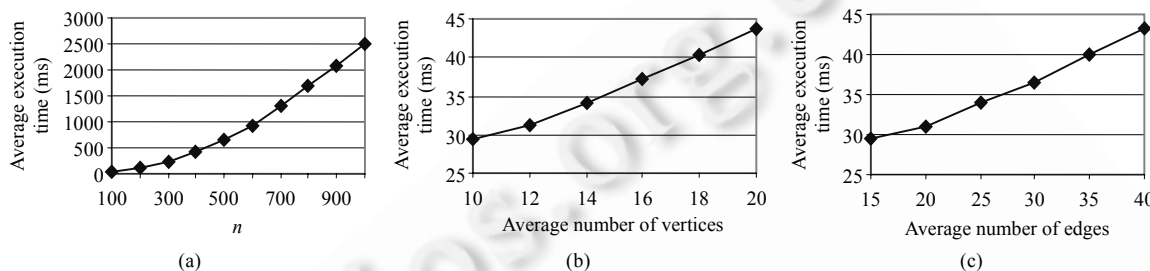 Average execution
time (ms)
3000
2500
2000
1500
1000
500
0
100 300 500 700 900
n
(a)
Average execution
time (ms)
45
40
35
30
25
10 12 14 16 18 20
Average number of vertices
(b)
Average execution
time (ms)
45
40
35
30
25
15 20 25 30 35 40
Average number of edges
(c)